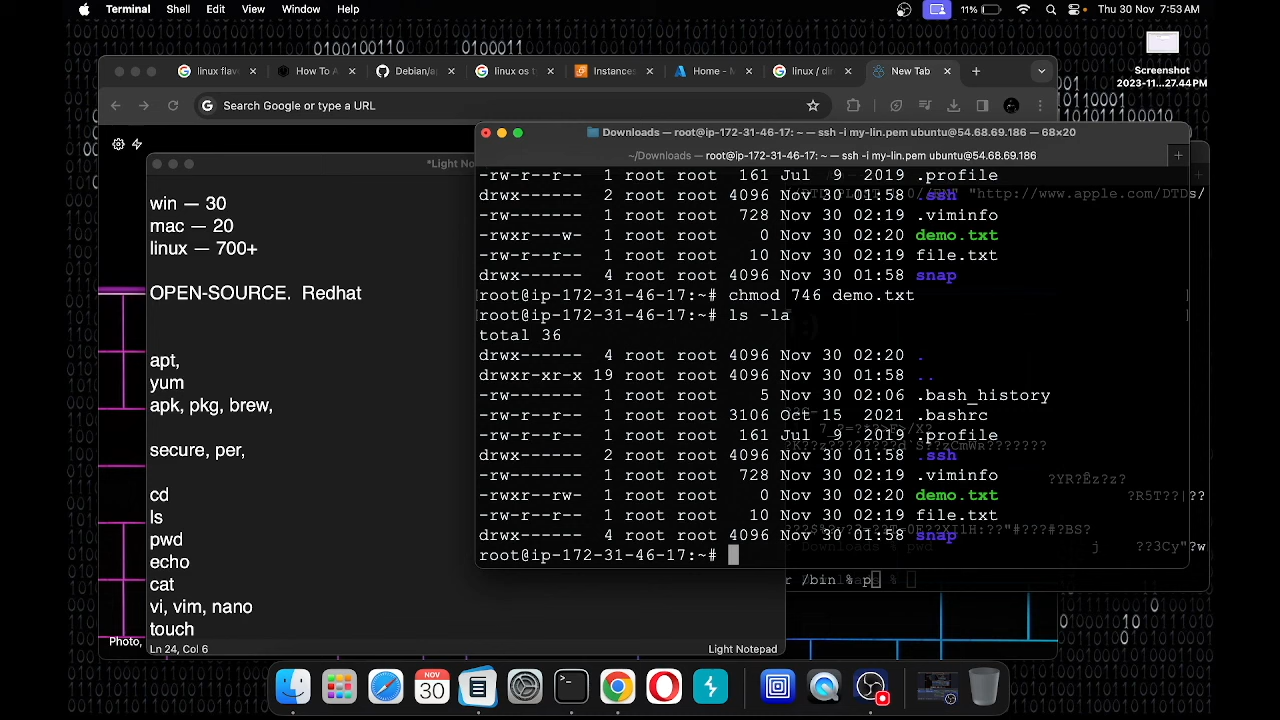 Terminal Shell Edit View Window Help 11% Thu 30 Nov 7:53 AM
Screenshot
2023-11...27.44 PM
linux flav
How To A
Debian/a
linux os t
Instances
Home - M
linux / di
New Tab
Search Google or type a URL
*Light No
win — 30
mac — 20
linux — 700+
OPEN-SOURCE. Redhat
apt,
yum
apk, pkg, brew,
secure, per,
cd
ls
pwd
echo
cat
vi, vim, nano
touch
Ln 24, Col 6
Light Notepad
Photo,
Downloads — root@ip-172-31-46-17: ~ — ssh -i my-lin.pem ubuntu@54.68.69.186 — 68×20
~/Downloads — root@ip-172-31-46-17: ~ — ssh -i my-lin.pem ubuntu@54.68.69.186
-rw-r--r-- 1 root root 161 Jul 9 2019 .profile
drwx------ 2 root root 4096 Nov 30 01:58 .ssh
-rw------- 1 root root 728 Nov 30 02:19 .viminfo
-rwxr---w- 1 root root 0 Nov 30 02:20 demo.txt
-rw-r--r-- 1 root root 10 Nov 30 02:19 file.txt
drwx------ 4 root root 4096 Nov 30 01:58 snap
root@ip-172-31-46-17:~# chmod 746 demo.txt
root@ip-172-31-46-17:~# ls -la
total 36
drwx------ 4 root root 4096 Nov 30 02:20 .
drwxr-xr-x 19 root root 4096 Nov 30 01:58 ..
-rw------- 1 root root 5 Nov 30 02:06 .bash_history
-rw-r--r-- 1 root root 3106 Oct 15 2021 .bashrc
-rw-r--r-- 1 root root 161 Jul 9 2019 .profile
drwx------ 2 root root 4096 Nov 30 01:58 .ssh
-rw------- 1 root root 728 Nov 30 02:19 .viminfo
-rwxr--rw- 1 root root 0 Nov 30 02:20 demo.txt
-rw-r--r-- 1 root root 10 Nov 30 02:19 file.txt
drwx------ 4 root root 4096 Nov 30 01:58 snap
root@ip-172-31-46-17:~#
"http://www.apple.com/DTDs/
Downloads % pwd
/bin % p
NOV
30